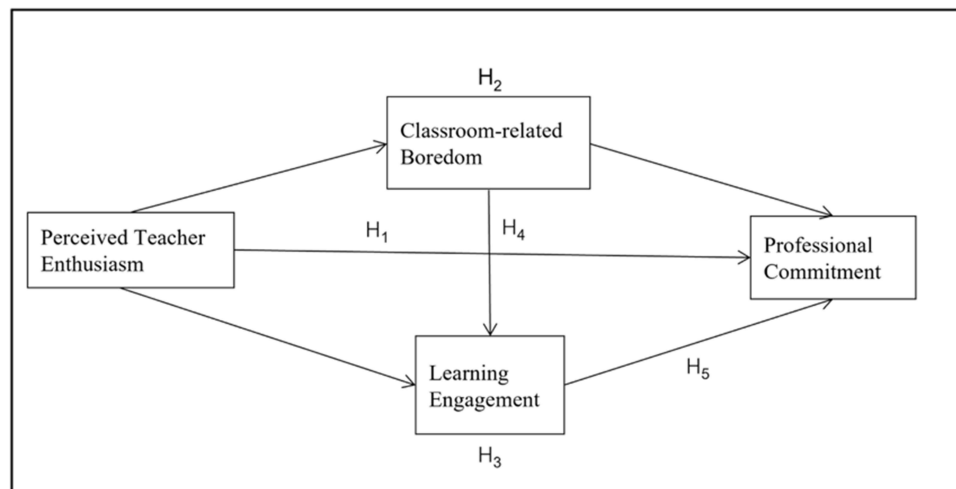 H2
Classroom-related
Boredom
Perceived Teacher
Enthusiasm
H1
H4
Professional
Commitment
Learning
Engagement
H5
H3